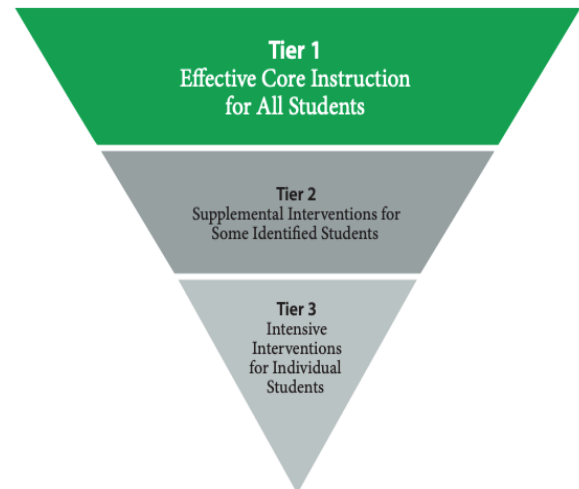 Tier 1
Effective Core Instruction
for All Students
Tier 2
Supplemental Interventions for
Some Identified Students
Tier 3
Intensive
Interventions
for Individual
Students